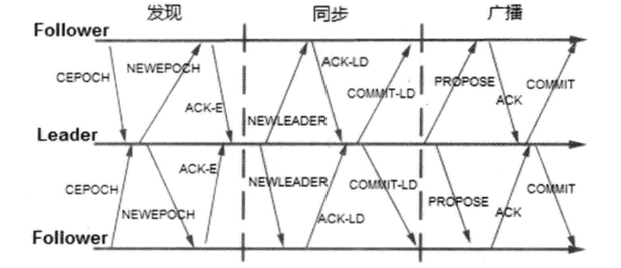 发现 同步 广播
Follower
CEPOCH NEWEPOCH ACK-E NEWLEADER ACK-LD COMMIT-LD PROPOSE ACK COMMIT
Leader
CEPOCH NEWEPOCH ACK-E NEWLEADER ACK-LD COMMIT-LD PROPOSE ACK COMMIT
Follower